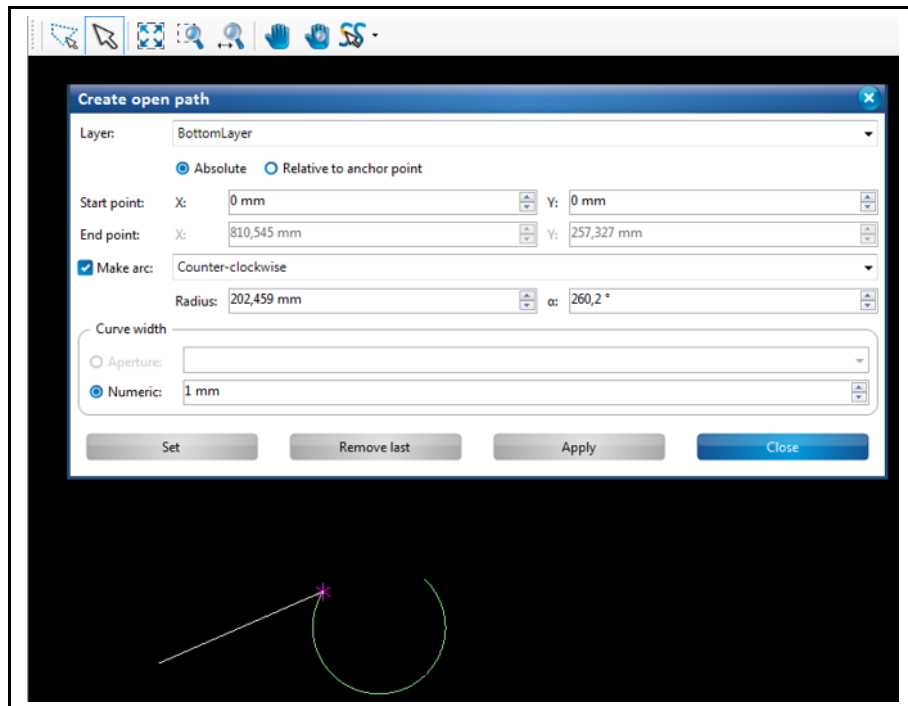 Create open path
Layer: BottomLayer
Absolute Relative to anchor point
Start point: X: 0 mm Y: 0 mm
End point: X: 810,545 mm Y: 257,327 mm
Make arc: Counter-clockwise
Radius: 202,459 mm α: 260,2 °
Curve width
Aperture:
Numeric: 1 mm
Set Remove last Apply Close